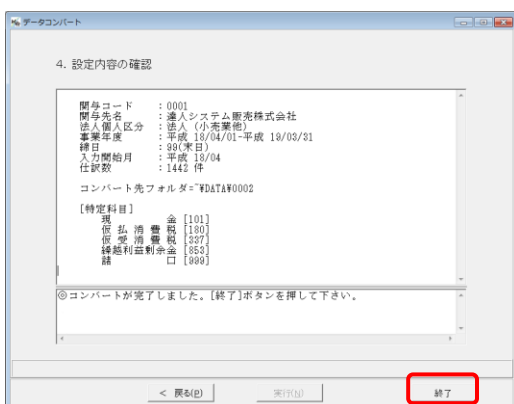 データコンバート
4. 設定内容の確認
関与コード : 0001
関与先名 : 達人システム販売株式会社
法人個人区分 : 法人 (小売業他)
事業年度 : 平成 18/04/01-平成 19/03/31
締日 : 99(末日)
入力開始月 : 平成 18/04
仕訳数 : 1442 件
コンバート先フォルダ="¥DATA¥0002
[特定科目]
現 金 [101]
仮 払 消 費 税 [180]
仮 受 消 費 税 [337]
繰越利益剰余金 [853]
諸 口 [999]
◎コンバートが完了しました。[終了]ボタンを押して下さい。
< 戻る(P) 実行(N) 終了